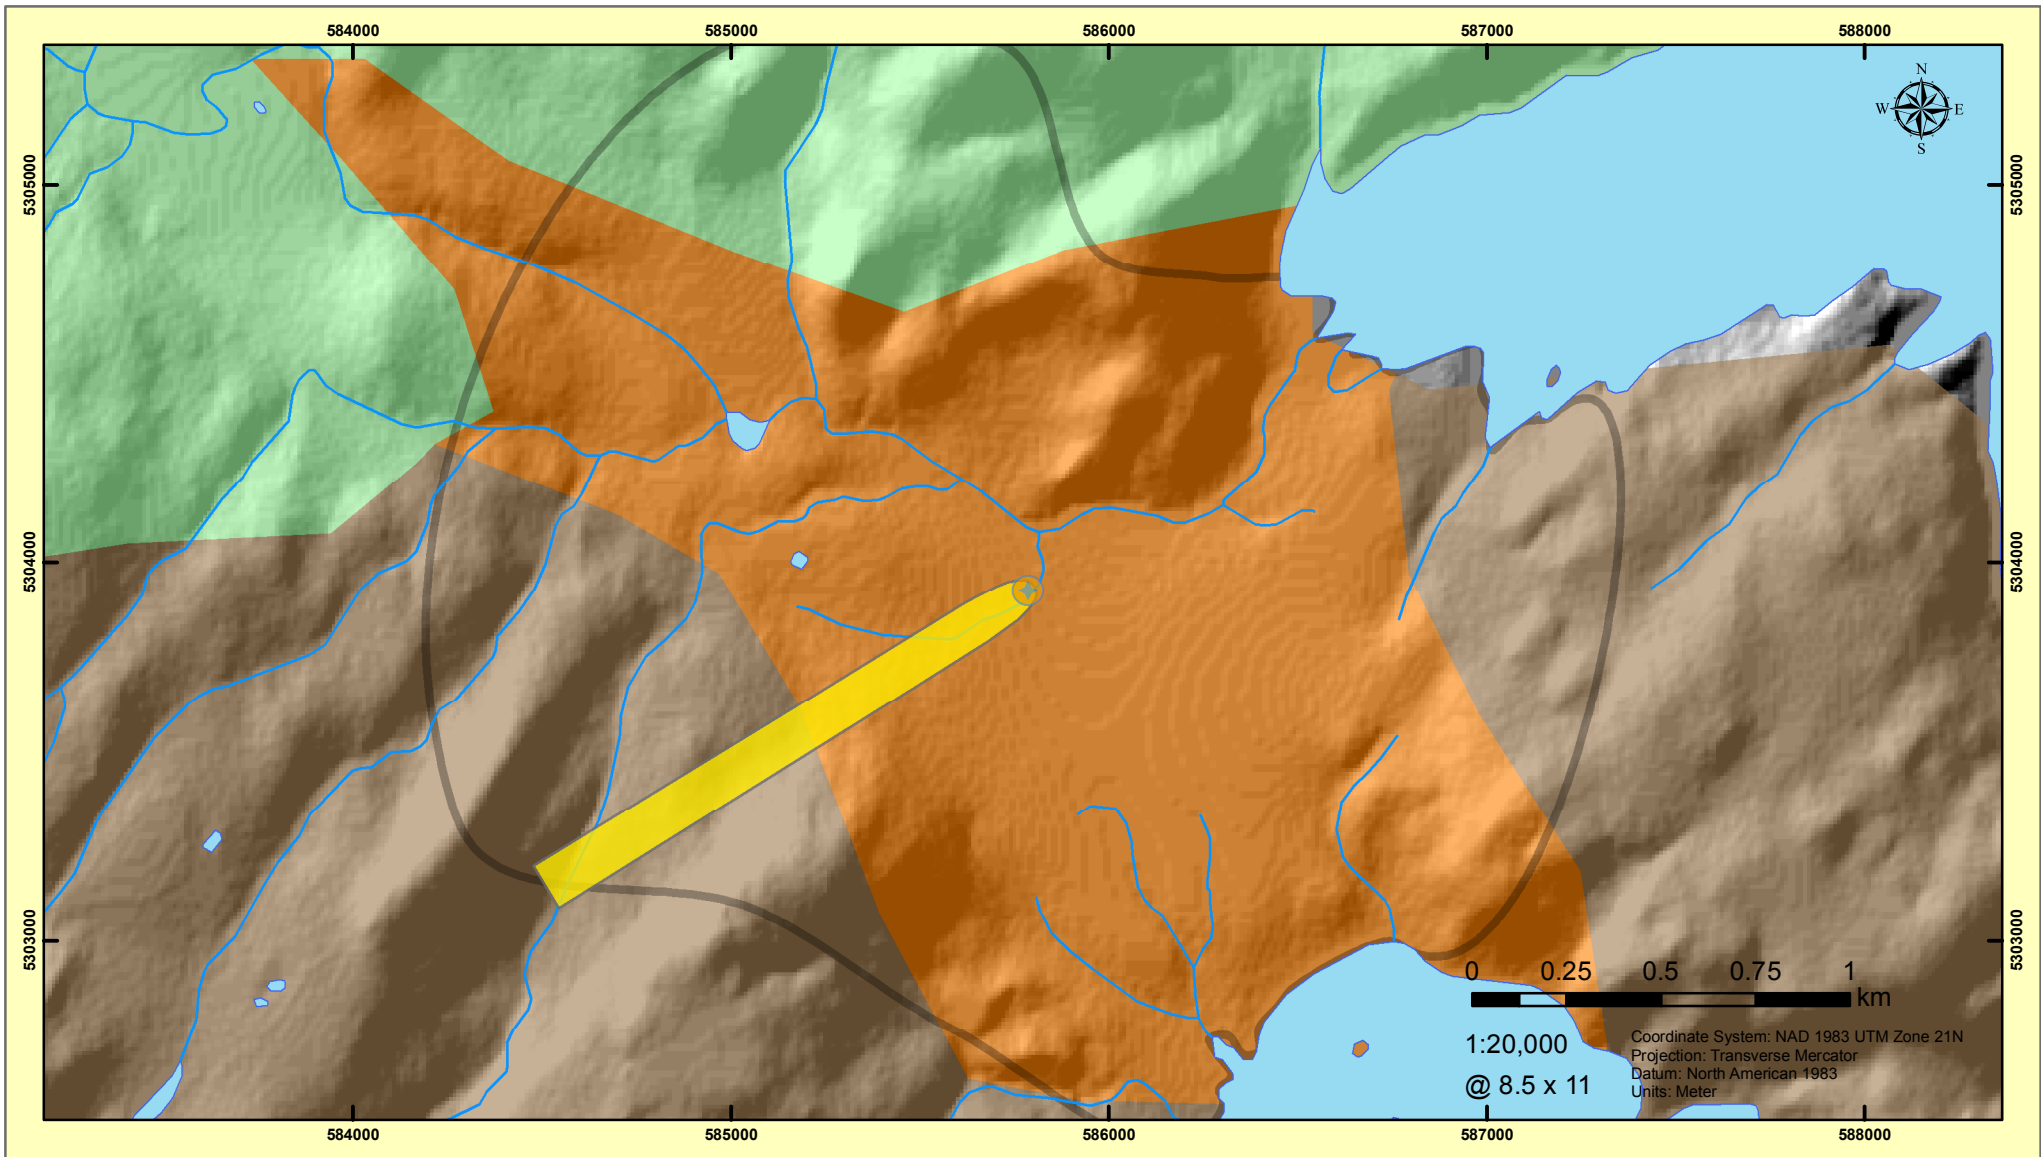 584000 585000 586000 587000 588000
N
W E
S
5305000 5305000
5304000 5304000
5303000 5303000
0 0.25 0.5 0.75 1
km
1:20,000
@ 8.5 x 11
Coordinate System: NAD 1983 UTM Zone 21N
Projection: Transverse Mercator
Datum: North American 1983
Units: Meter
584000 585000 586000 587000 588000